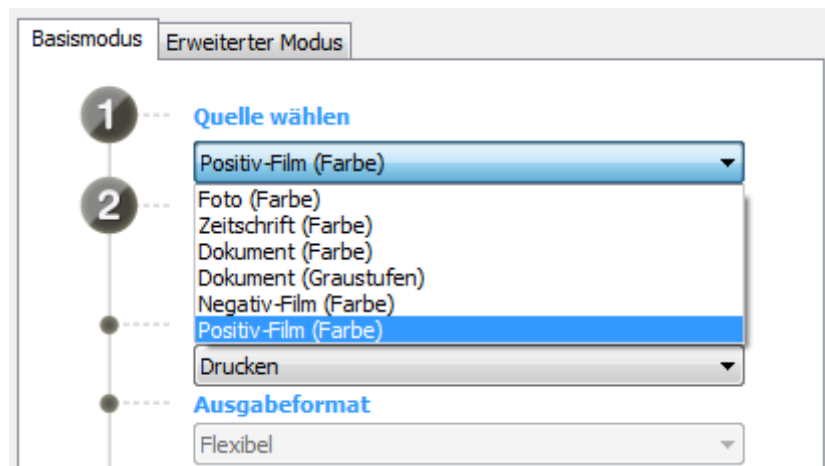 Basismodus
Erweiterter Modus
1
Quelle wählen
Positiv-Film (Farbe)
2
Foto (Farbe)
Zeitschrift (Farbe)
Dokument (Farbe)
Dokument (Graustufen)
Negativ-Film (Farbe)
Positiv-Film (Farbe)
Drucken
Ausgabeformat
Flexibel